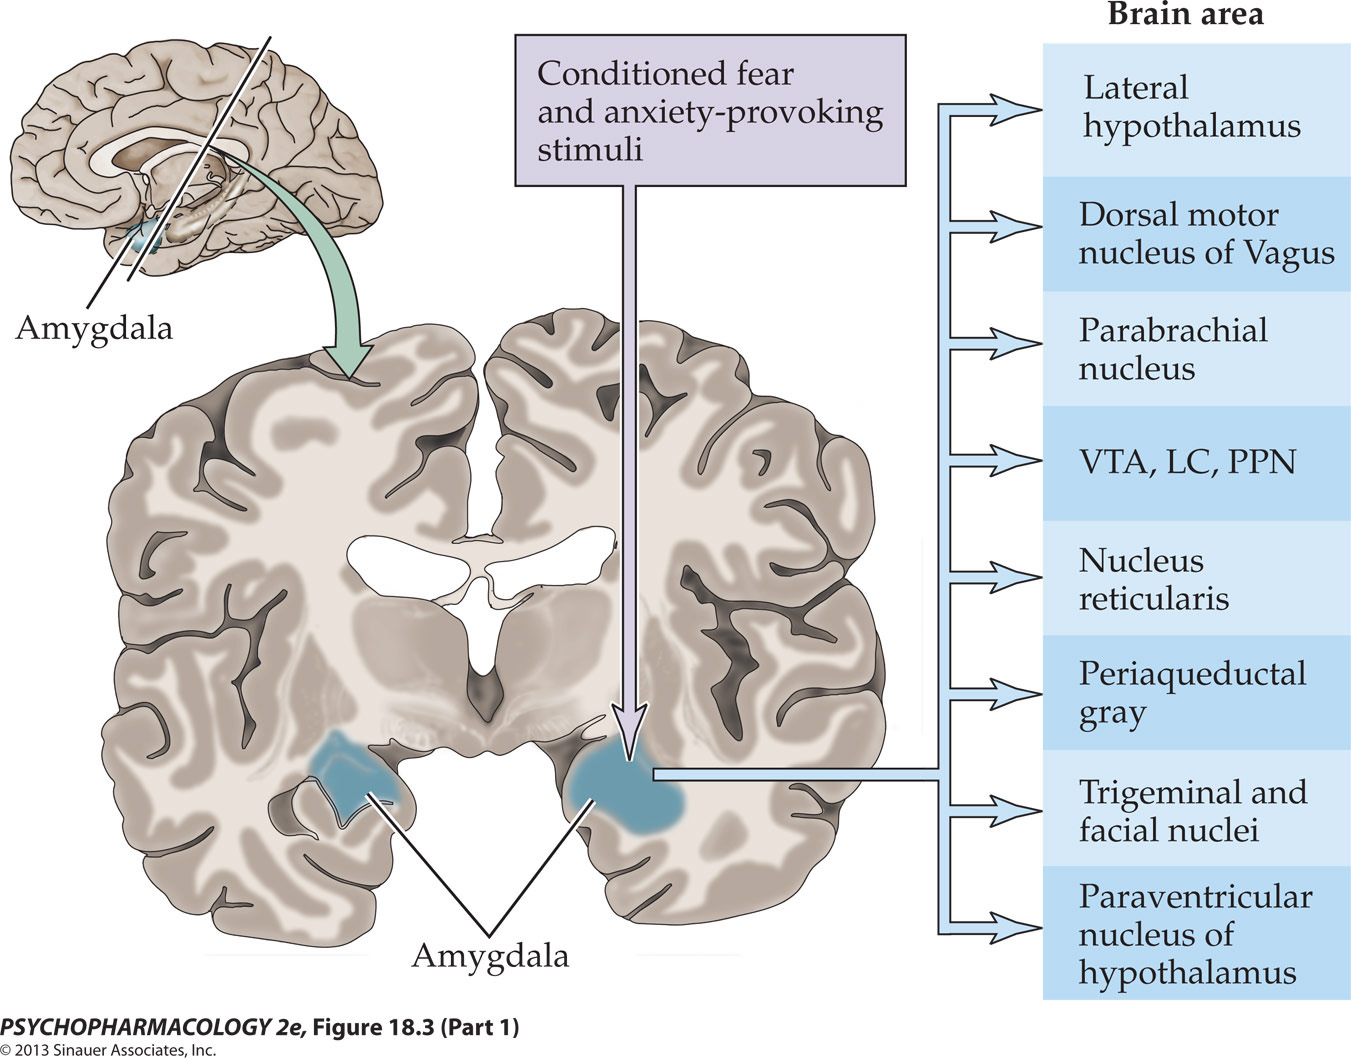 Brain area
Conditioned fear
and anxiety-provoking
stimuli
Amygdala
Amygdala
Lateral
hypothalamus
Dorsal motor
nucleus of Vagus
Parabrachial
nucleus
VTA, LC, PPN
Nucleus
reticularis
Periaqueductal
gray
Trigeminal and
facial nuclei
Paraventricular
nucleus of
hypothalamus
PSYCHOPHARMACOLOGY 2e, Figure 18.3 (Part 1)
© 2013 Sinauer Associates, Inc.